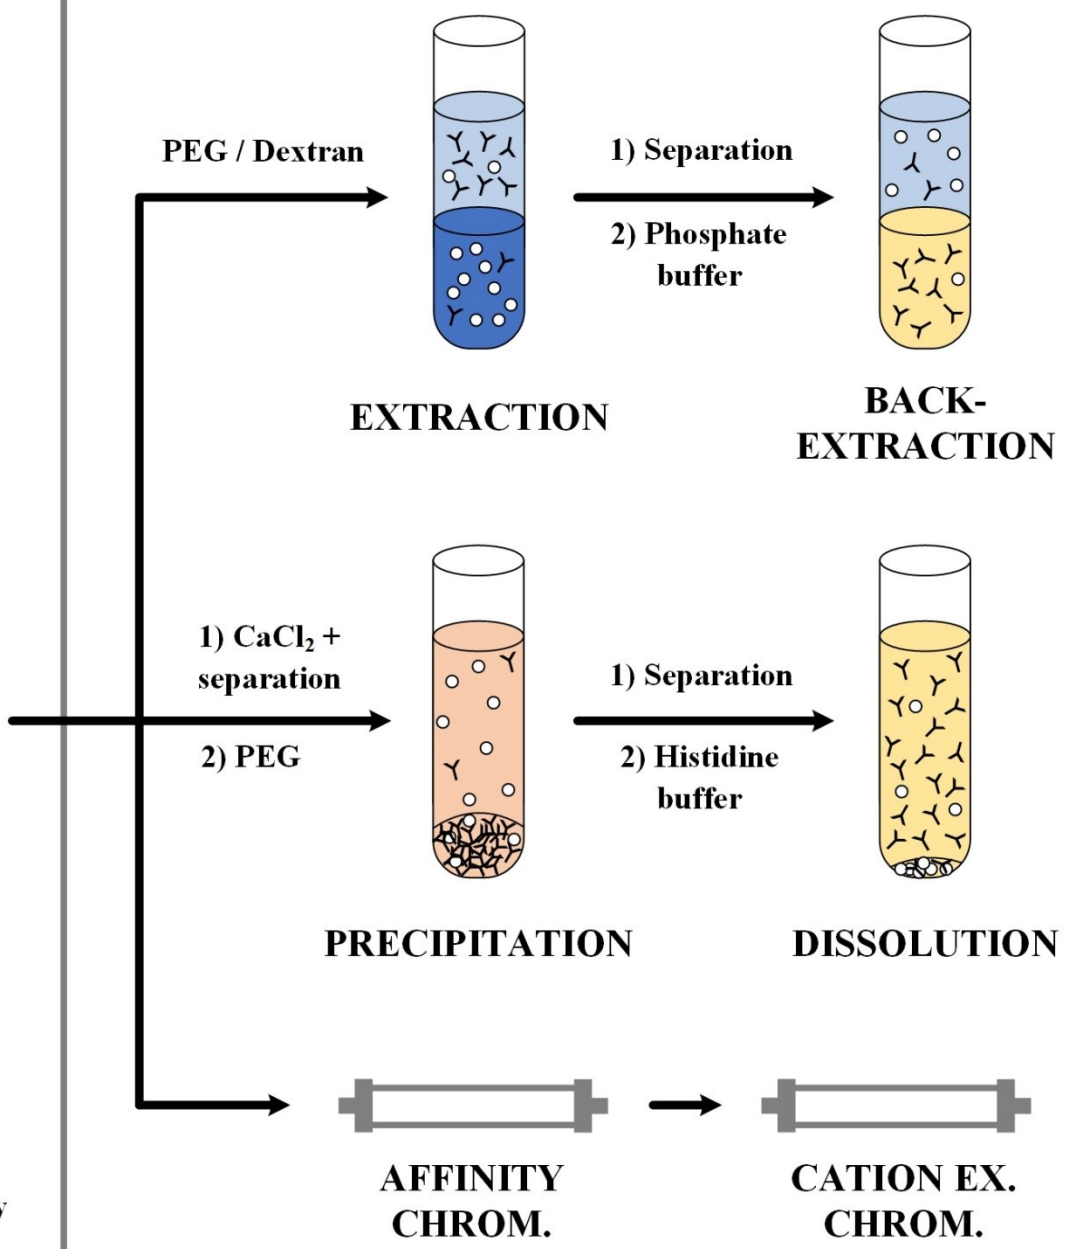 PEG / Dextran
1) Separation
2) Phosphate
buffer
EXTRACTION
BACK-
EXTRACTION
1) CaCl₂ +
separation
2) PEG
1) Separation
2) Histidine
buffer
PRECIPITATION
DISSOLUTION
AFFINITY
CHROM.
CATION EX.
CHROM.